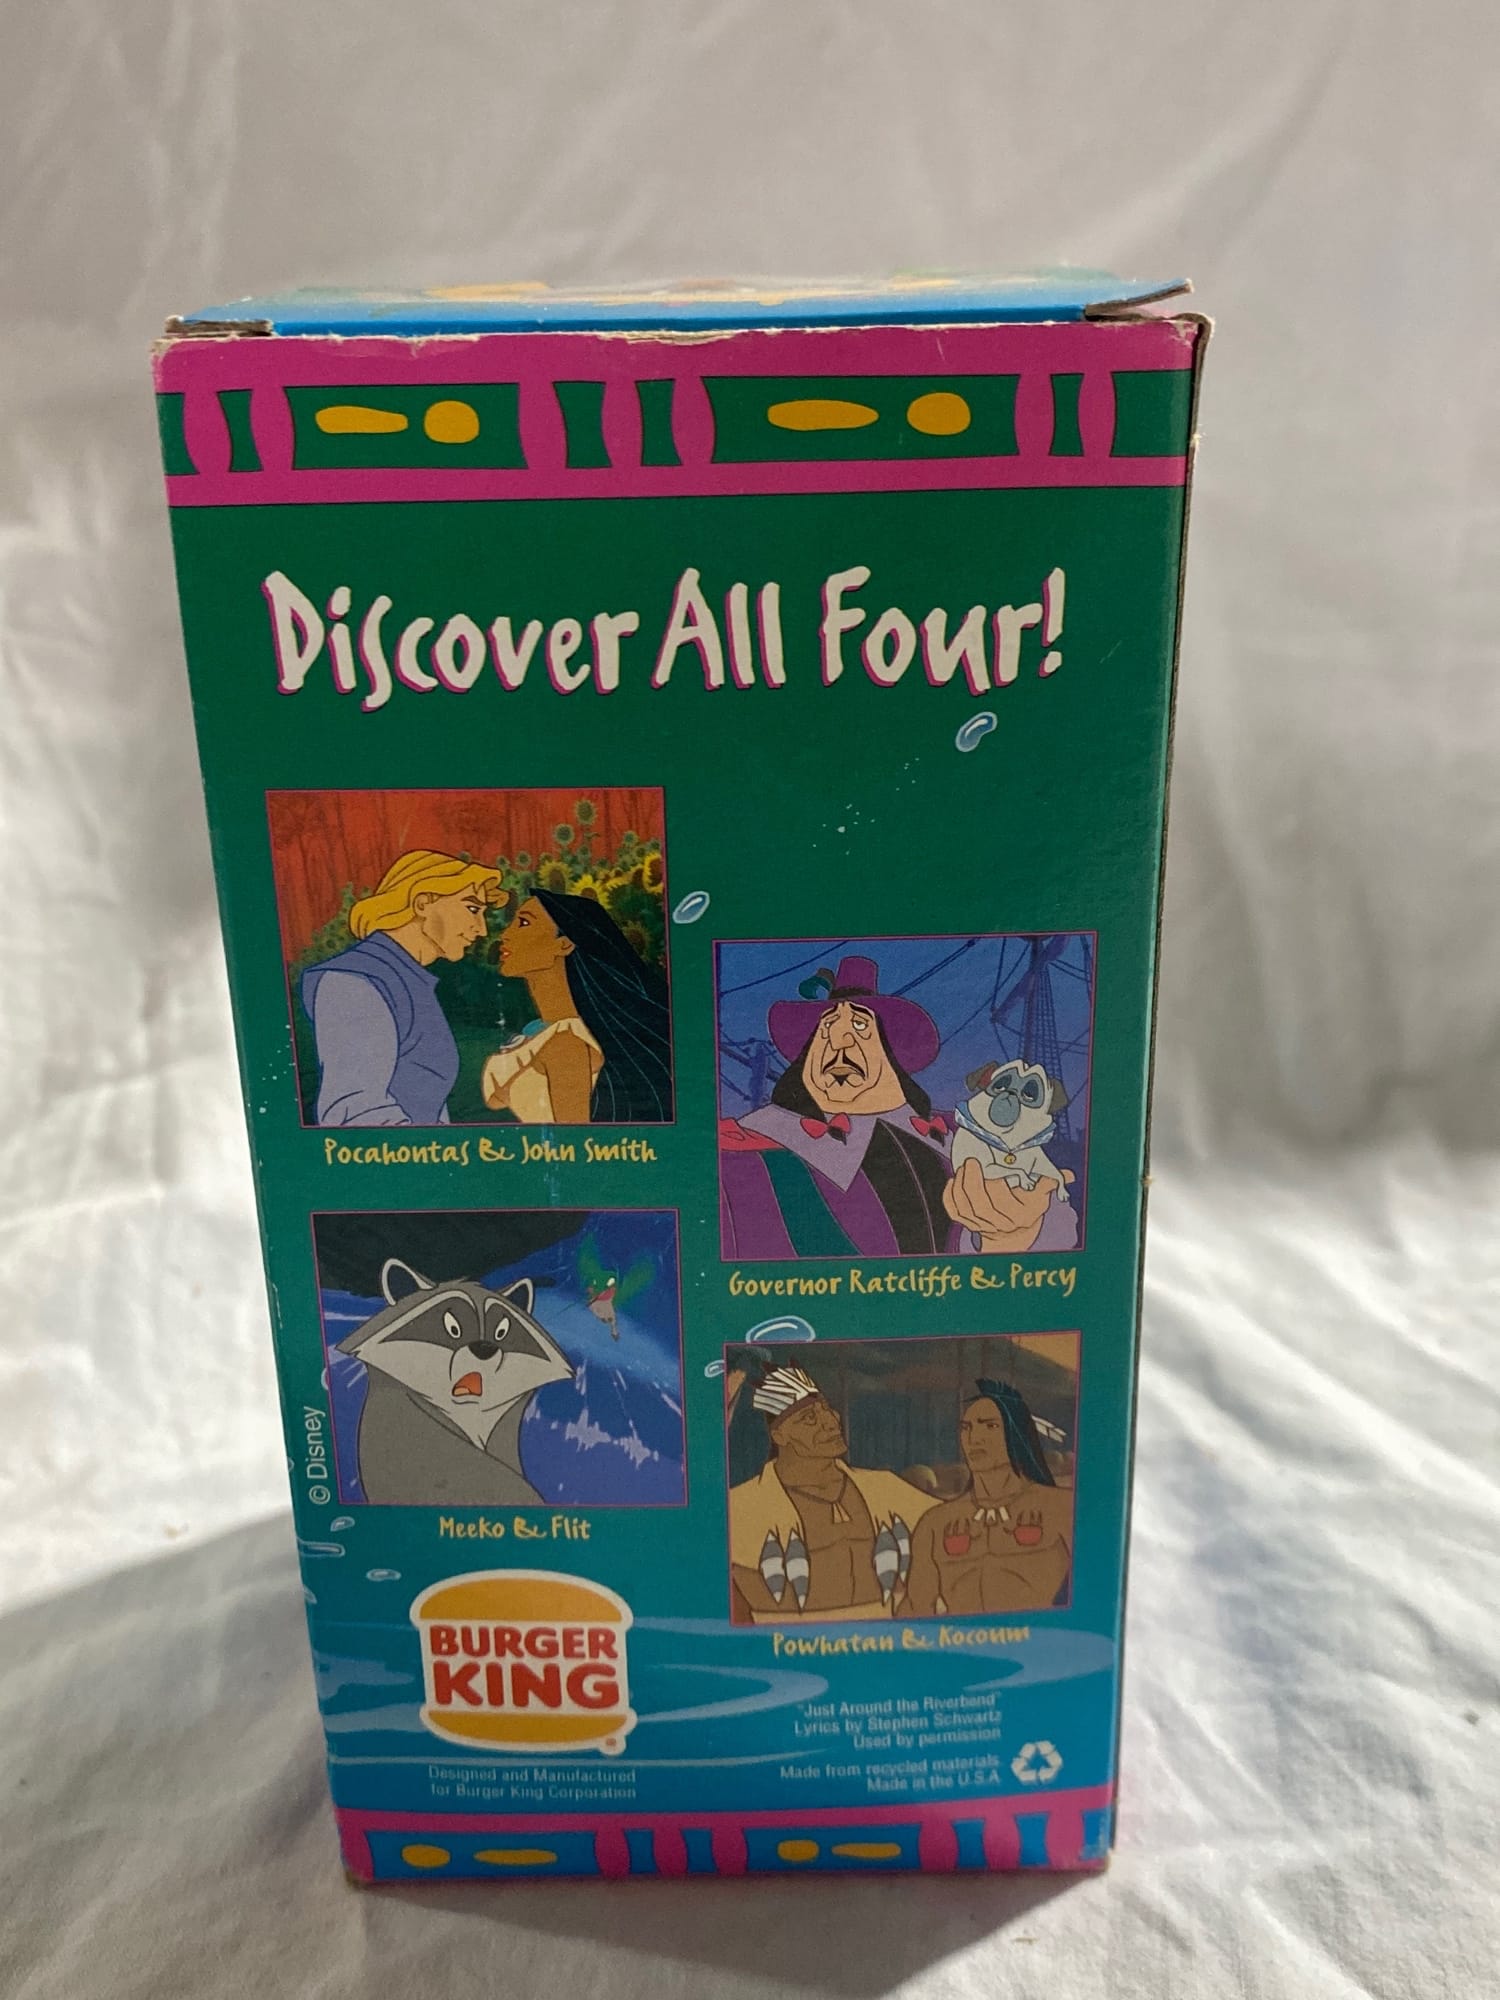 Discover All Four!
Pocahontas & John Smith
Governor Ratcliffe & Percy
Meeko & Flit
Powhatan & Kocoum
© Disney
BURGER
KING
®
Designed and Manufactured
for Burger King Corporation
"Just Around the Riverbend"
Lyrics by Stephen Schwartz
Used by permission
Made from recycled materials
Made in the U.S.A